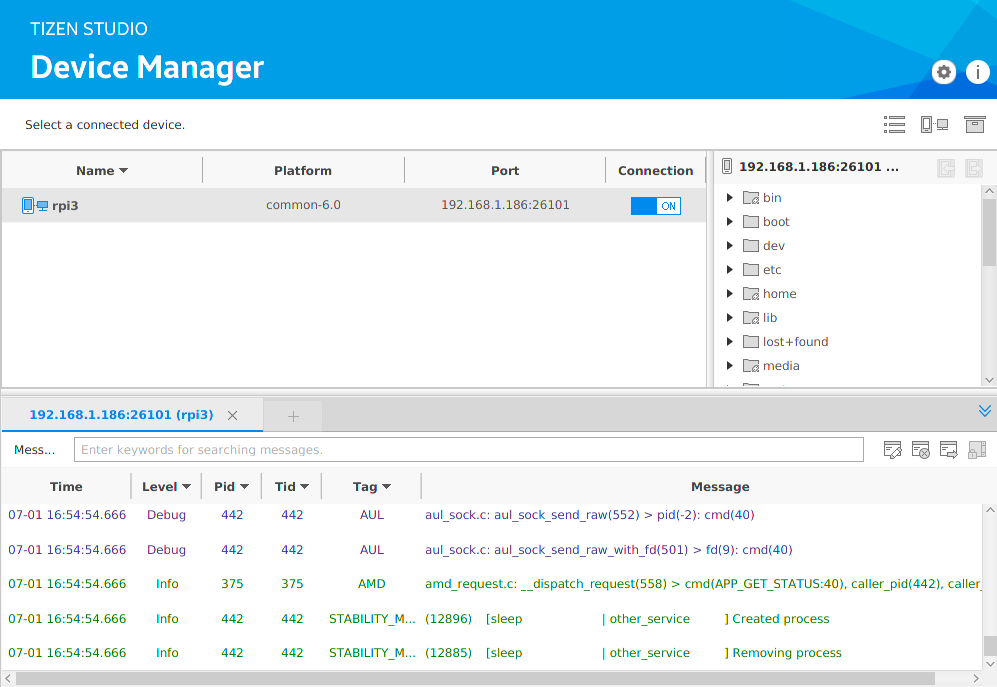 TIZEN STUDIO
Device Manager
Select a connected device.
Name Platform Port Connection
rpi3 common-6.0 192.168.1.186:26101 ON
192.168.1.186:26101 ...
bin
boot
dev
etc
home
lib
lost+found
media
192.168.1.186:26101 (rpi3)
Mess... Enter keywords for searching messages.
Time Level Pid Tid Tag Message
07-01 16:54:54.666 Debug 442 442 AUL aul_sock.c: aul_sock_send_raw(552) > pid(-2): cmd(40)
07-01 16:54:54.666 Debug 442 442 AUL aul_sock.c: aul_sock_send_raw_with_fd(501) > fd(9): cmd(40)
07-01 16:54:54.666 Info 375 375 AMD amd_request.c: __dispatch_request(558) > cmd(APP_GET_STATUS:40), caller_pid(442), caller_
07-01 16:54:54.666 Info 442 442 STABILITY_M... (12896) [sleep | other_service ] Created process
07-01 16:54:54.666 Info 442 442 STABILITY_M... (12885) [sleep | other_service ] Removing process